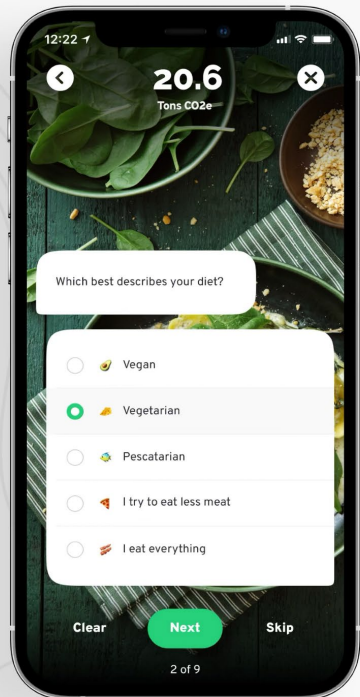 12:22
20.6
Tons CO2e
Which best describes your diet?
Vegan
Vegetarian
Pescatarian
I try to eat less meat
I eat everything
Clear
Next
Skip
2 of 9